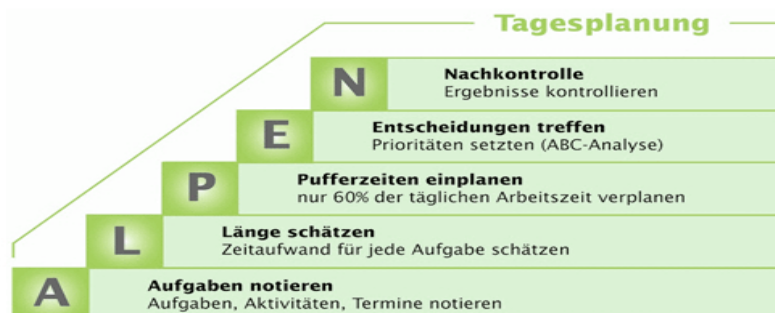 Tagesplanung
N
Nachkontrolle
Ergebnisse kontrollieren
E
Entscheidungen treffen
Prioritäten setzten (ABC-Analyse)
P
Pufferzeiten einplanen
nur 60% der täglichen Arbeitszeit verplanen
L
Länge schätzen
Zeitaufwand für jede Aufgabe schätzen
A
Aufgaben notieren
Aufgaben, Aktivitäten, Termine notieren